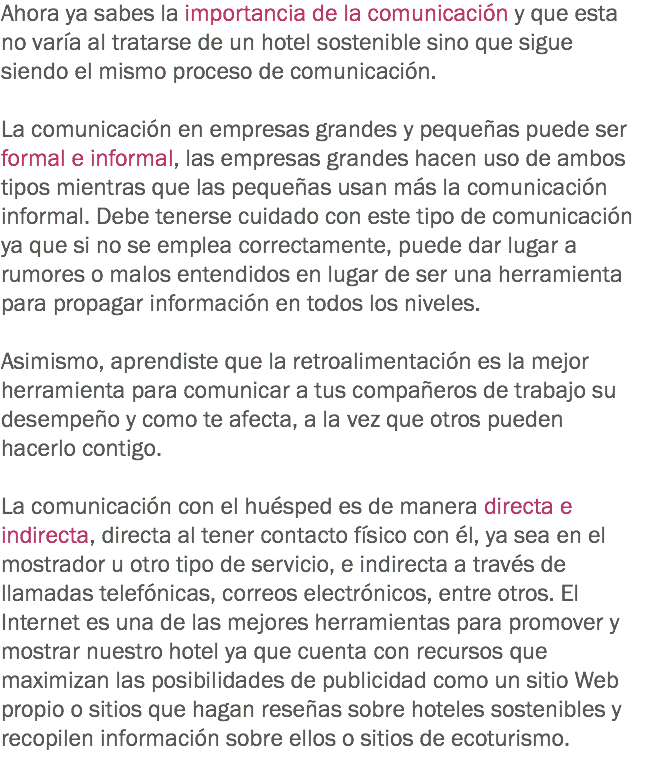 Ahora ya sabes la importancia de la comunicación y que esta
no varía al tratarse de un hotel sostenible sino que sigue
siendo el mismo proceso de comunicación.
La comunicación en empresas grandes y pequeñas puede ser
formal e informal, las empresas grandes hacen uso de ambos
tipos mientras que las pequeñas usan más la comunicación
informal. Debe tenerse cuidado con este tipo de comunicación
ya que si no se emplea correctamente, puede dar lugar a
rumores o malos entendidos en lugar de ser una herramienta
para propagar información en todos los niveles.
Asimismo, aprendiste que la retroalimentación es la mejor
herramienta para comunicar a tus compañeros de trabajo su
desempeño y como te afecta, a la vez que otros pueden
hacerlo contigo.
La comunicación con el huésped es de manera directa e
indirecta, directa al tener contacto físico con él, ya sea en el
mostrador u otro tipo de servicio, e indirecta a través de
llamadas telefónicas, correos electrónicos, entre otros. El
Internet es una de las mejores herramientas para promover y
mostrar nuestro hotel ya que cuenta con recursos que
maximizan las posibilidades de publicidad como un sitio Web
propio o sitios que hagan reseñas sobre hoteles sostenibles y
recopilen información sobre ellos o sitios de ecoturismo.